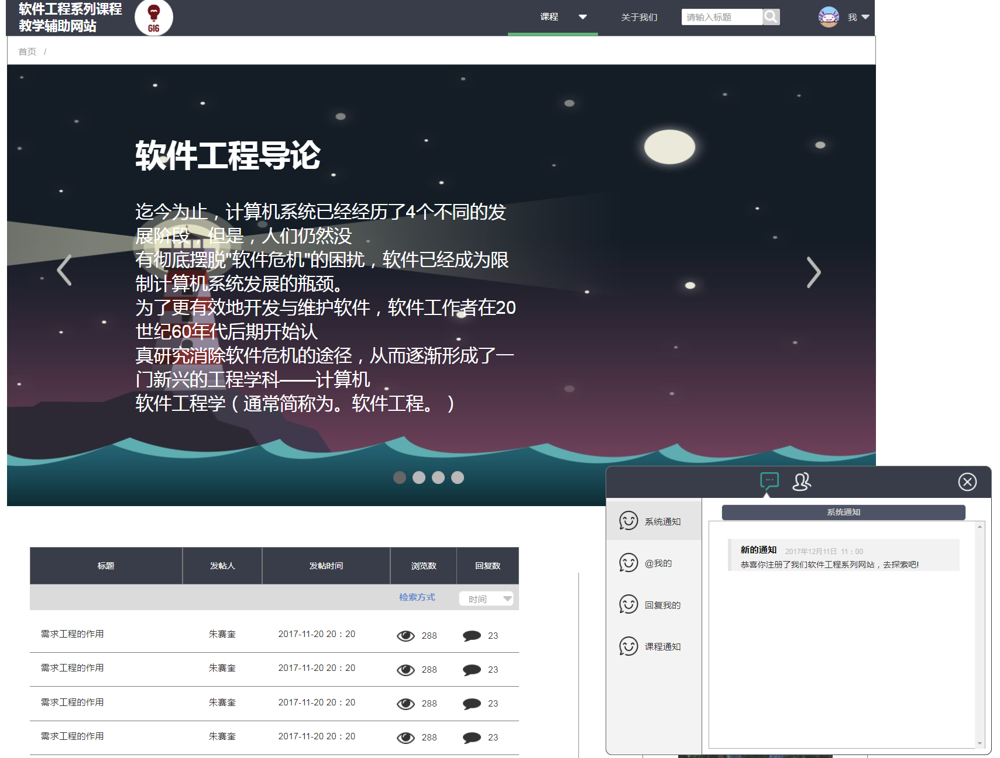 软件工程系列课程
教学辅助网站
G16
课程
关于我们
请输入标题
我
首页 /
软件工程导论
迄今为止，计算机系统已经经历了4个不同的发
展阶段，但是，人们仍然没
有彻底摆脱"软件危机"的困扰，软件已经成为限
制计算机系统发展的瓶颈。
为了更有效地开发与维护软件，软件工作者在20
世纪60年代后期开始认
真研究消除软件危机的途径，从而逐渐形成了一
门新兴的工程学科——计算机
软件工程学（通常简称为。软件工程。）
标题 发帖人 发帖时间 浏览数 回复数
检索方式 时间
需求工程的作用 朱骞奎 2017-11-20 20：20 288 23
需求工程的作用 朱骞奎 2017-11-20 20：20 288 23
需求工程的作用 朱骞奎 2017-11-20 20：20 288 23
需求工程的作用 朱骞奎 2017-11-20 20：20 288 23
系统通知
@我的
回复我的
课程通知
系统通知
新的通知 2017年12月11日 11：00
恭喜你注册了我们软件工程系列网站，去探索吧!